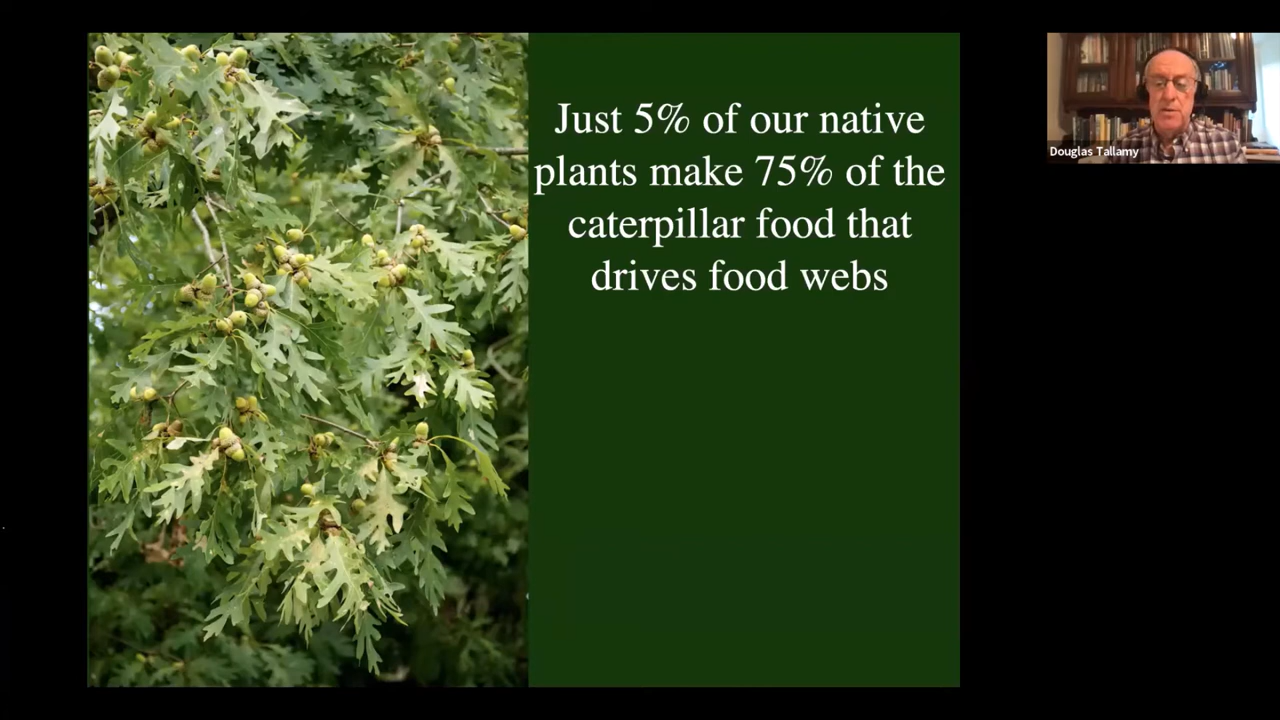 Just 5% of our native
plants make 75% of the
caterpillar food that
drives food webs
Douglas Tallamy